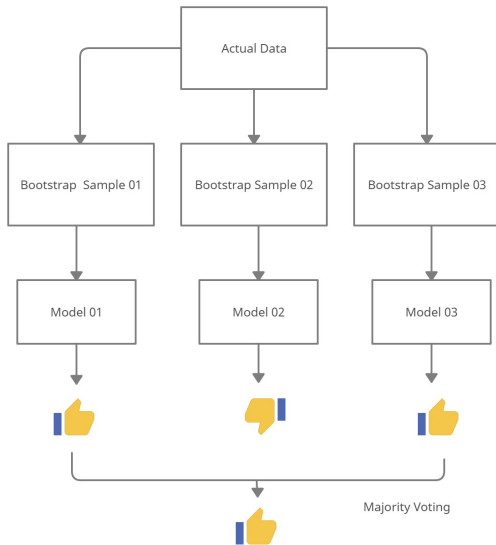 Actual Data
Bootstrap Sample 01
Bootstrap Sample 02
Bootstrap Sample 03
Model 01
Model 02
Model 03
Majority Voting